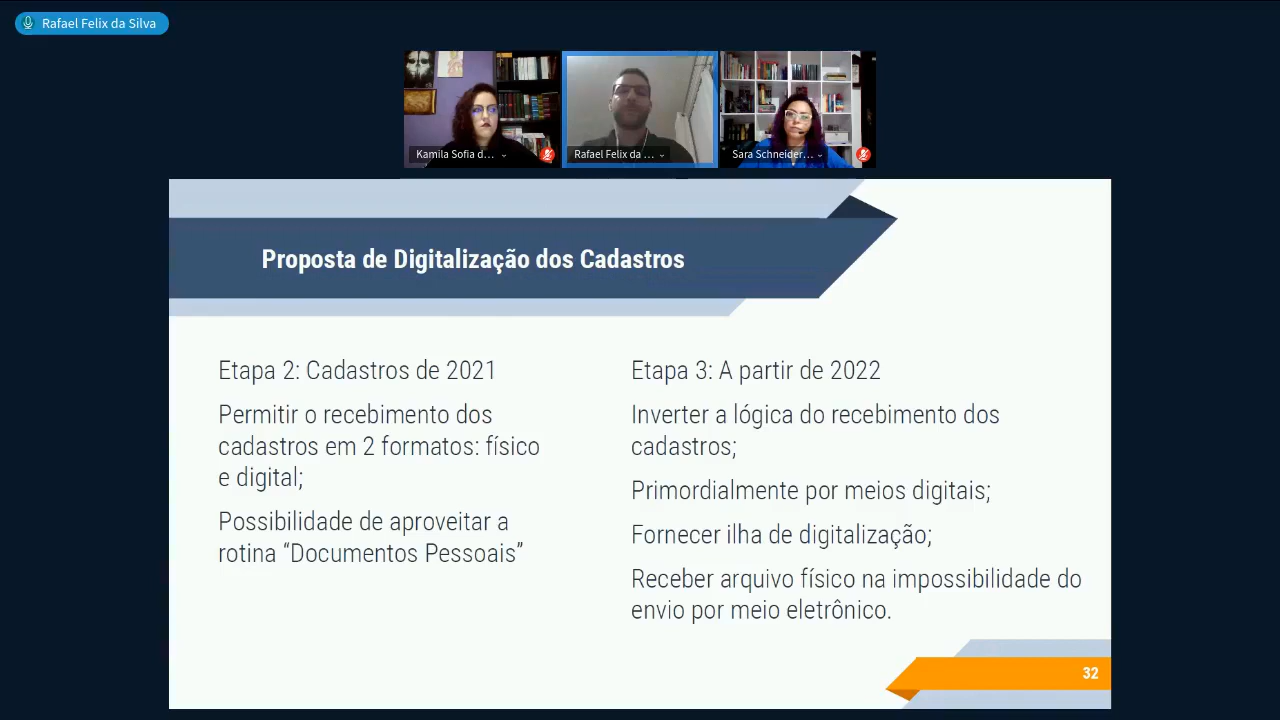 Rafael Felix da Silva
Kamila Sofia d...
Rafael Felix da ...
Sara Schneider...
Proposta de Digitalização dos Cadastros
Etapa 2: Cadastros de 2021
Permitir o recebimento dos
cadastros em 2 formatos: físico
e digital;
Possibilidade de aproveitar a
rotina “Documentos Pessoais”
Etapa 3: A partir de 2022
Inverter a lógica do recebimento dos
cadastros;
Primordialmente por meios digitais;
Fornecer ilha de digitalização;
Receber arquivo físico na impossibilidade do
envio por meio eletrônico.
32